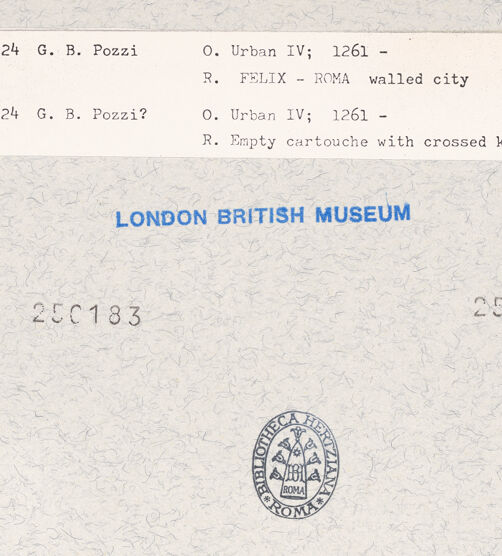 24 G. B. Pozzi O. Urban IV; 1261 -
R. FELIX - ROMA walled city
24 G. B. Pozzi? O. Urban IV; 1261 -
R. Empty cartouche with crossed k
LONDON BRITISH MUSEUM
250183 25
BIBLIOTHECA HERTZIANA
ROMA
ROMA